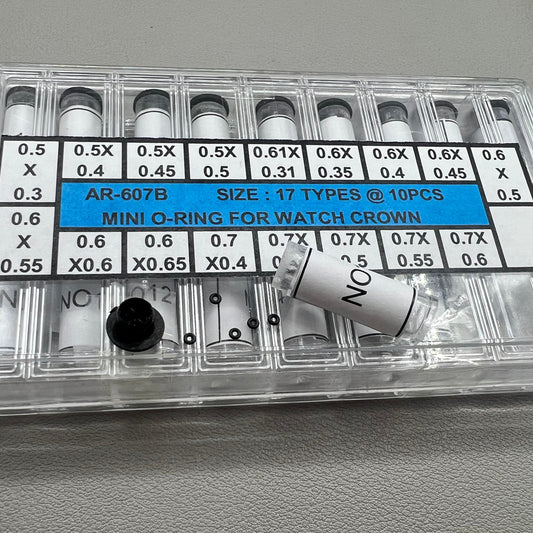 0.5 X 0.3
0.5X 0.4
0.5X 0.45
0.5X 0.5
0.61X 0.31
0.6X 0.35
0.6X 0.4
0.6X 0.45
0.6 X 0.5
AR-607B SIZE : 17 TYPES @ 10PCS
MINI O-RING FOR WATCH CROWN
0.6 X 0.55
0.6 X0.6
0.6 X0.65
0.7 X0.4
0.7X
0.7X 0.55
0.7X 0.6
NO
NO